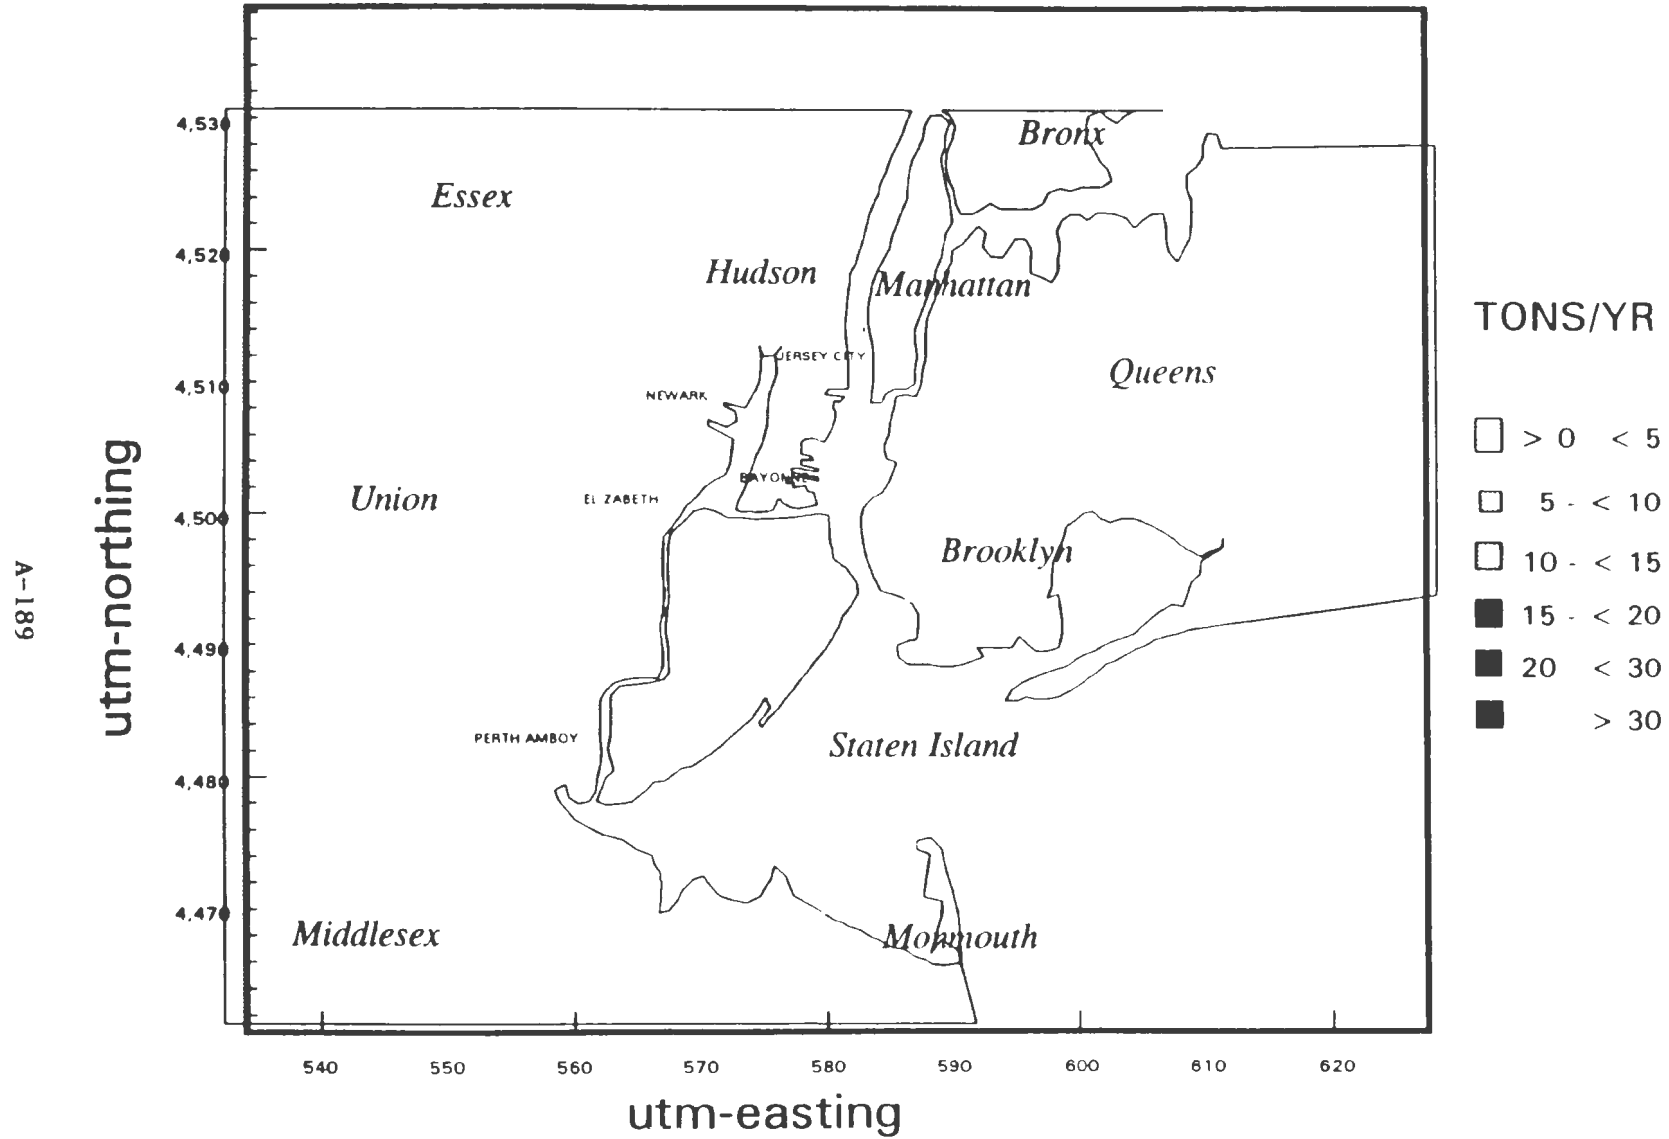 Bronx
4,530
Essex
4,520
Hudson
Manhattan
TONS/YR
JERSEY CITY
Queens
4,510
NEWARK
> 0 < 5
BAYONNE
Union
EL ZABETH
5 - < 10
4,500
Brooklyn
10 - < 15
utm-northing
A-189
15 - < 20
4,490
20 < 30
> 30
PERTH AMBOY
Staten Island
4,480
4,470
Middlesex
Monmouth
540 550 560 570 580 590 600 610 620
utm-easting